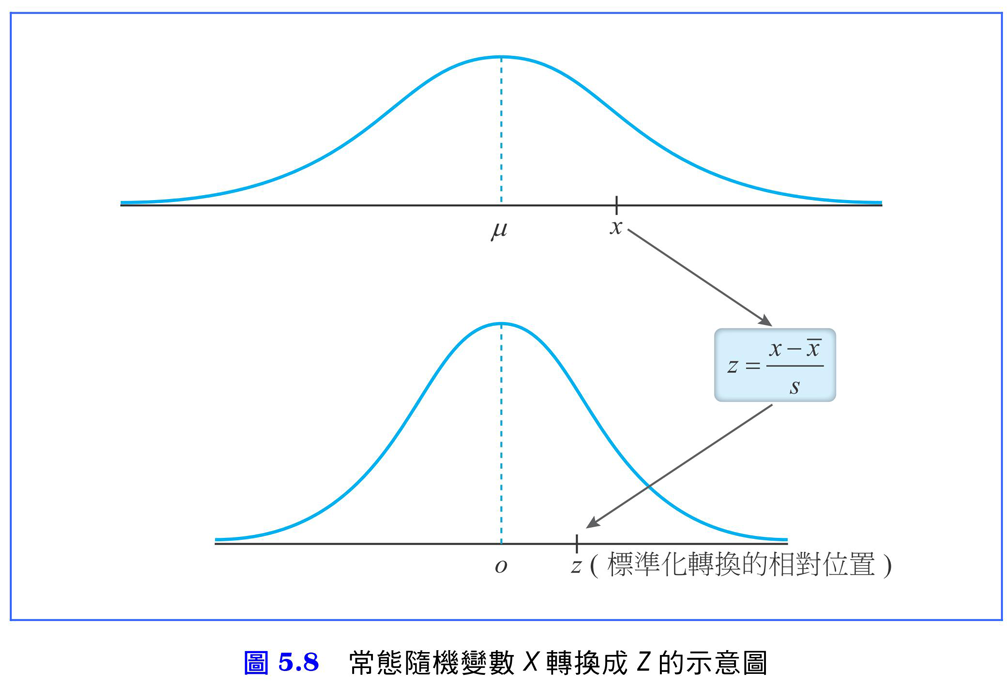 μ
x
z = (x − x̄) / s
o
z ( 標準化轉換的相對位置 )
圖 5.8 常態隨機變數 X 轉換成 Z 的示意圖